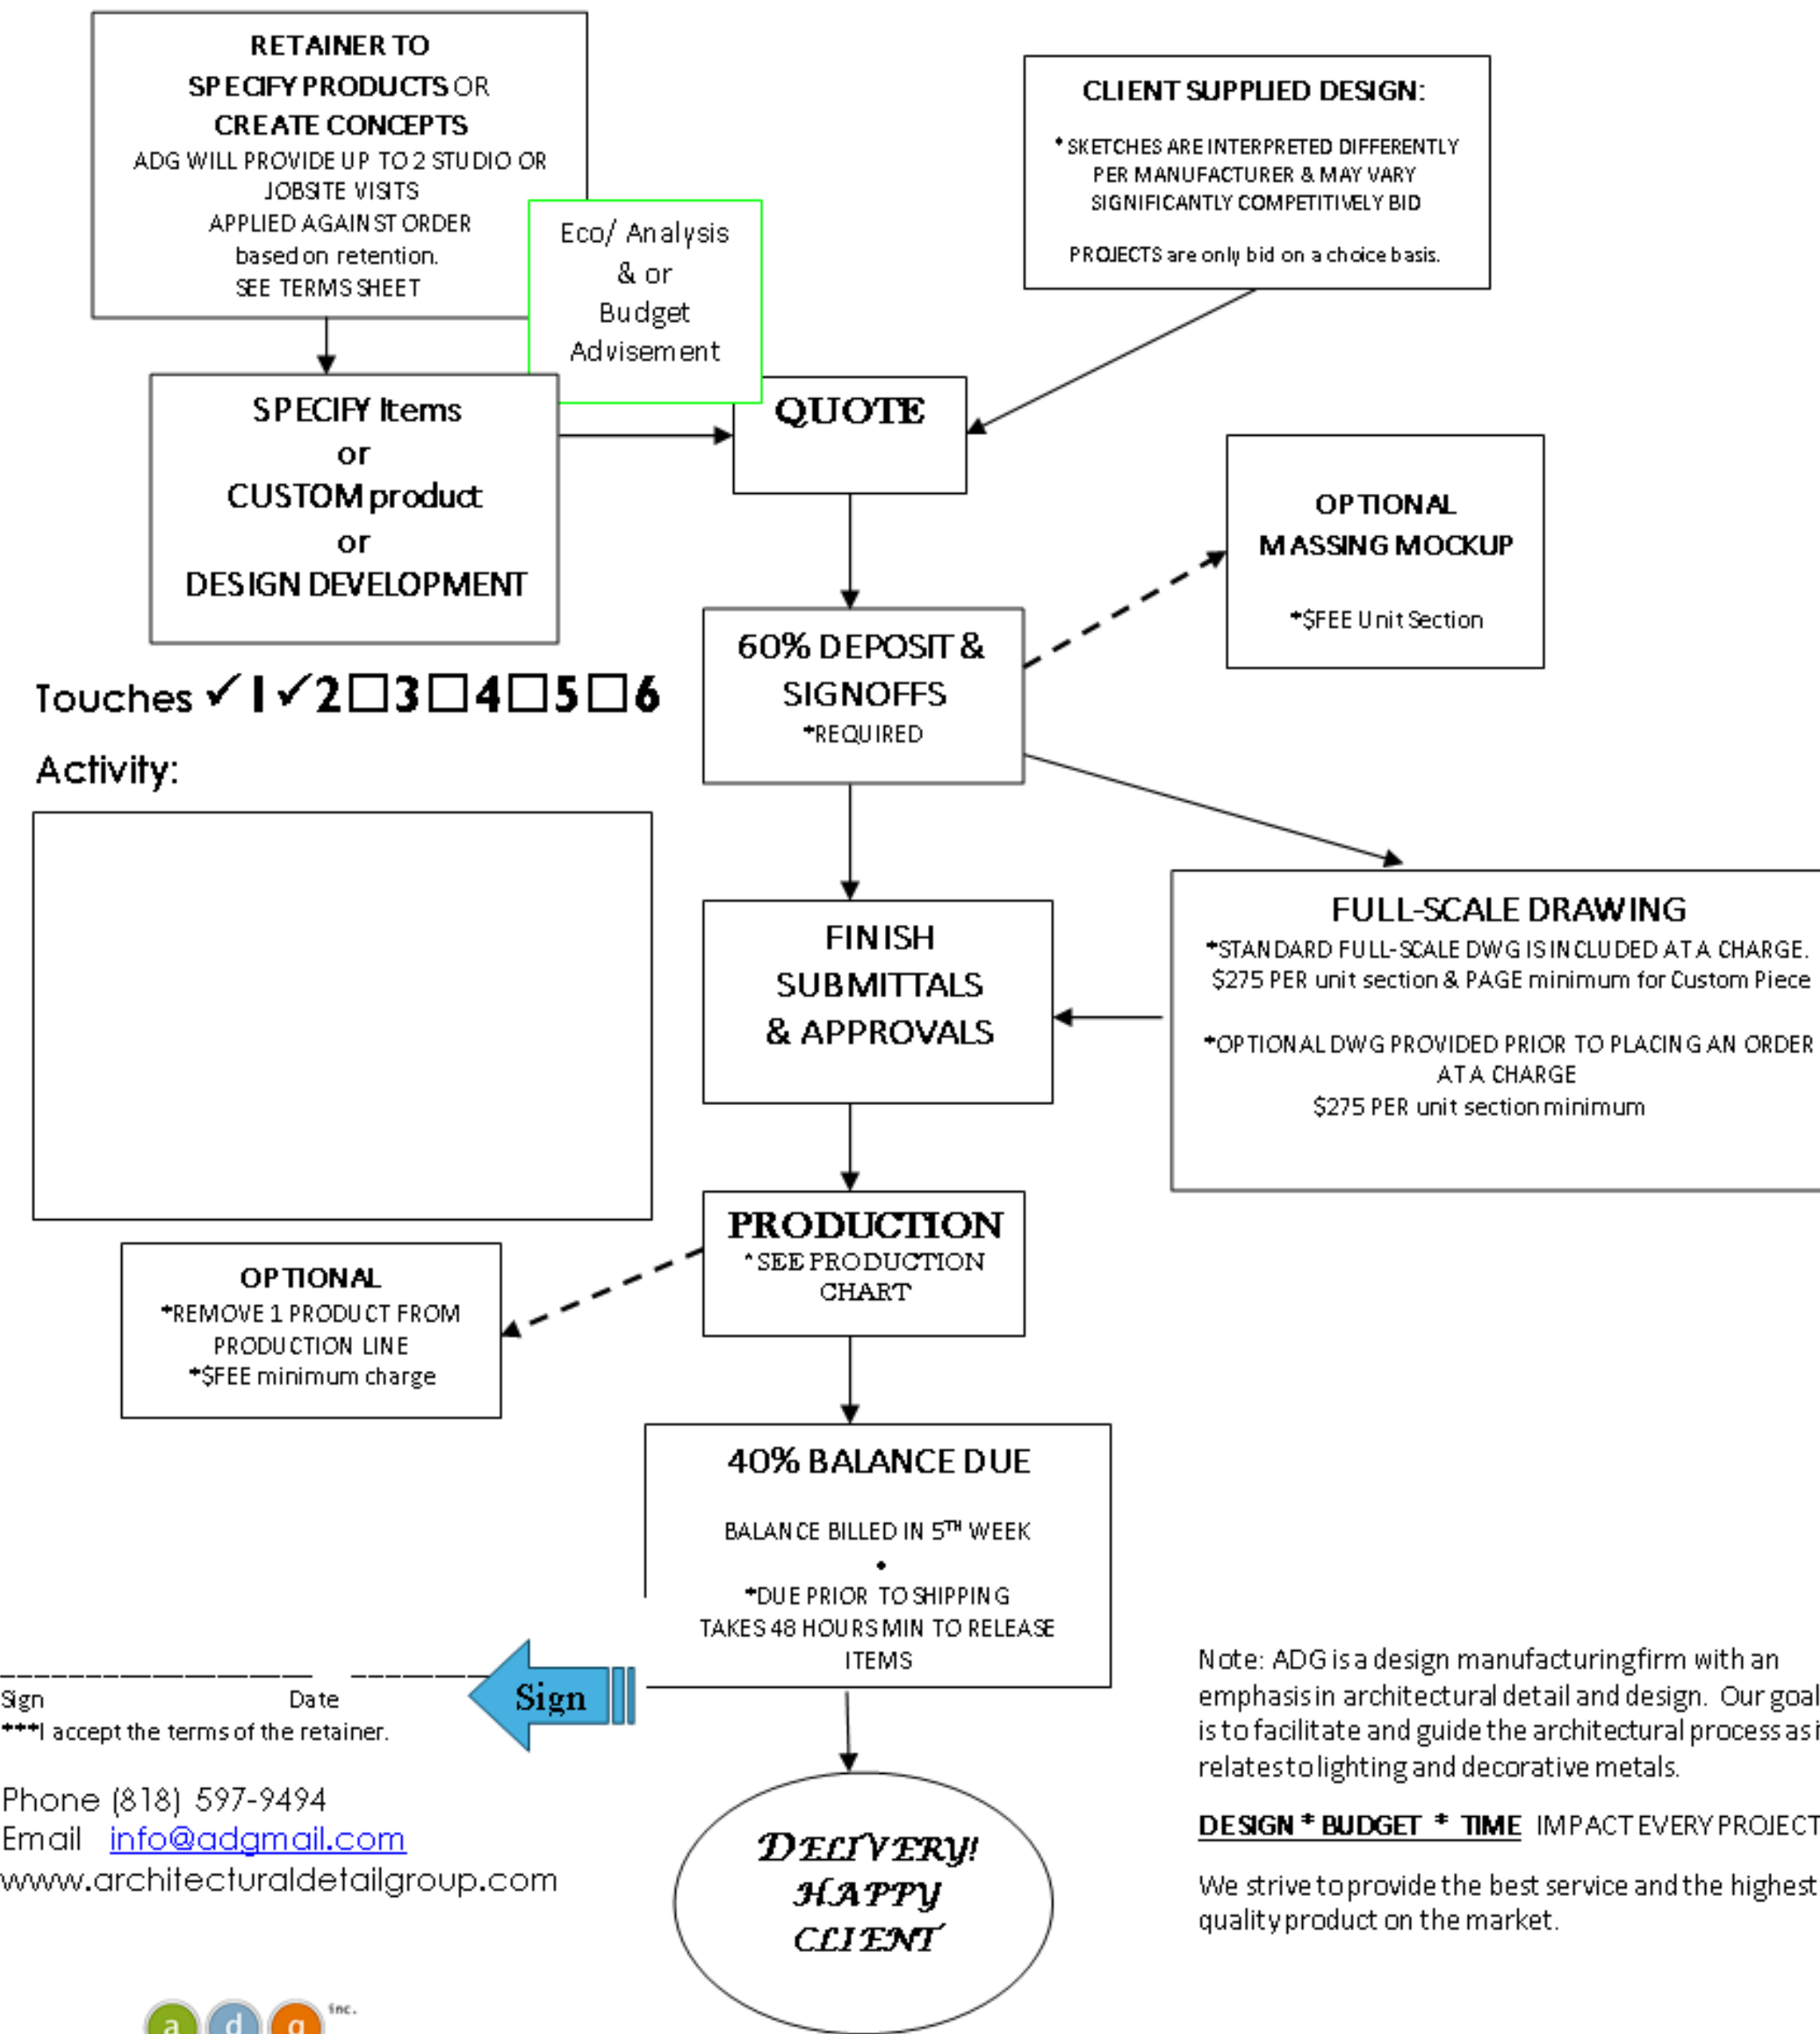 RETAINER TO
SPECIFY PRODUCTS OR
CREATE CONCEPTS
ADG WILL PROVIDE UP TO 2 STUDIO OR
JOBSITE VISITS
APPLIED AGAINST ORDER
based on retention.
SEE TERMS SHEET
Eco/ Analysis
& or
Budget
Advisement
CLIENT SUPPLIED DESIGN:
*SKETCHES ARE INTERPRETED DIFFERENTLY
PER MANUFACTURER & MAY VARY
SIGNIFICANTLY COMPETITIVELY BID
PROJECTS are only bid on a choice basis.
SPECIFY Items
or
CUSTOM product
or
DESIGN DEVELOPMENT
QUOTE
OPTIONAL
MASSING MOCKUP
*$FEE Unit Section
60% DEPOSIT &
SIGNOFFS
*REQUIRED
Touches ✓1✓2☐3☐4☐5☐6
Activity:
FINISH
SUBMITTALS
& APPROVALS
FULL-SCALE DRAWING
*STANDARD FULL-SCALE DWG IS INCLUDED AT A CHARGE.
$275 PER unit section & PAGE minimum for Custom Piece
*OPTIONAL DWG PROVIDED PRIOR TO PLACING AN ORDER
AT A CHARGE
$275 PER unit section minimum
PRODUCTION
*SEE PRODUCTION
CHART
OPTIONAL
*REMOVE 1 PRODUCT FROM
PRODUCTION LINE
*$FEE minimum charge
40% BALANCE DUE
BALANCE BILLED IN 5TH WEEK
•
*DUE PRIOR TO SHIPPING
TAKES 48 HOURS MIN TO RELEASE
ITEMS
Sign
Sign Date
***I accept the terms of the retainer.
Phone (818) 597-9494
Email info@adgmail.com
www.architecturaldetailgroup.com
DELIVERY!
HAPPY
CLIENT
Note: ADG is a design manufacturing firm with an
emphasis in architectural detail and design. Our goal
is to facilitate and guide the architectural process as i
relates to lighting and decorative metals.
DESIGN * BUDGET * TIME IMPACT EVERY PROJECT
We strive to provide the best service and the highest
quality product on the market.
a d g inc.